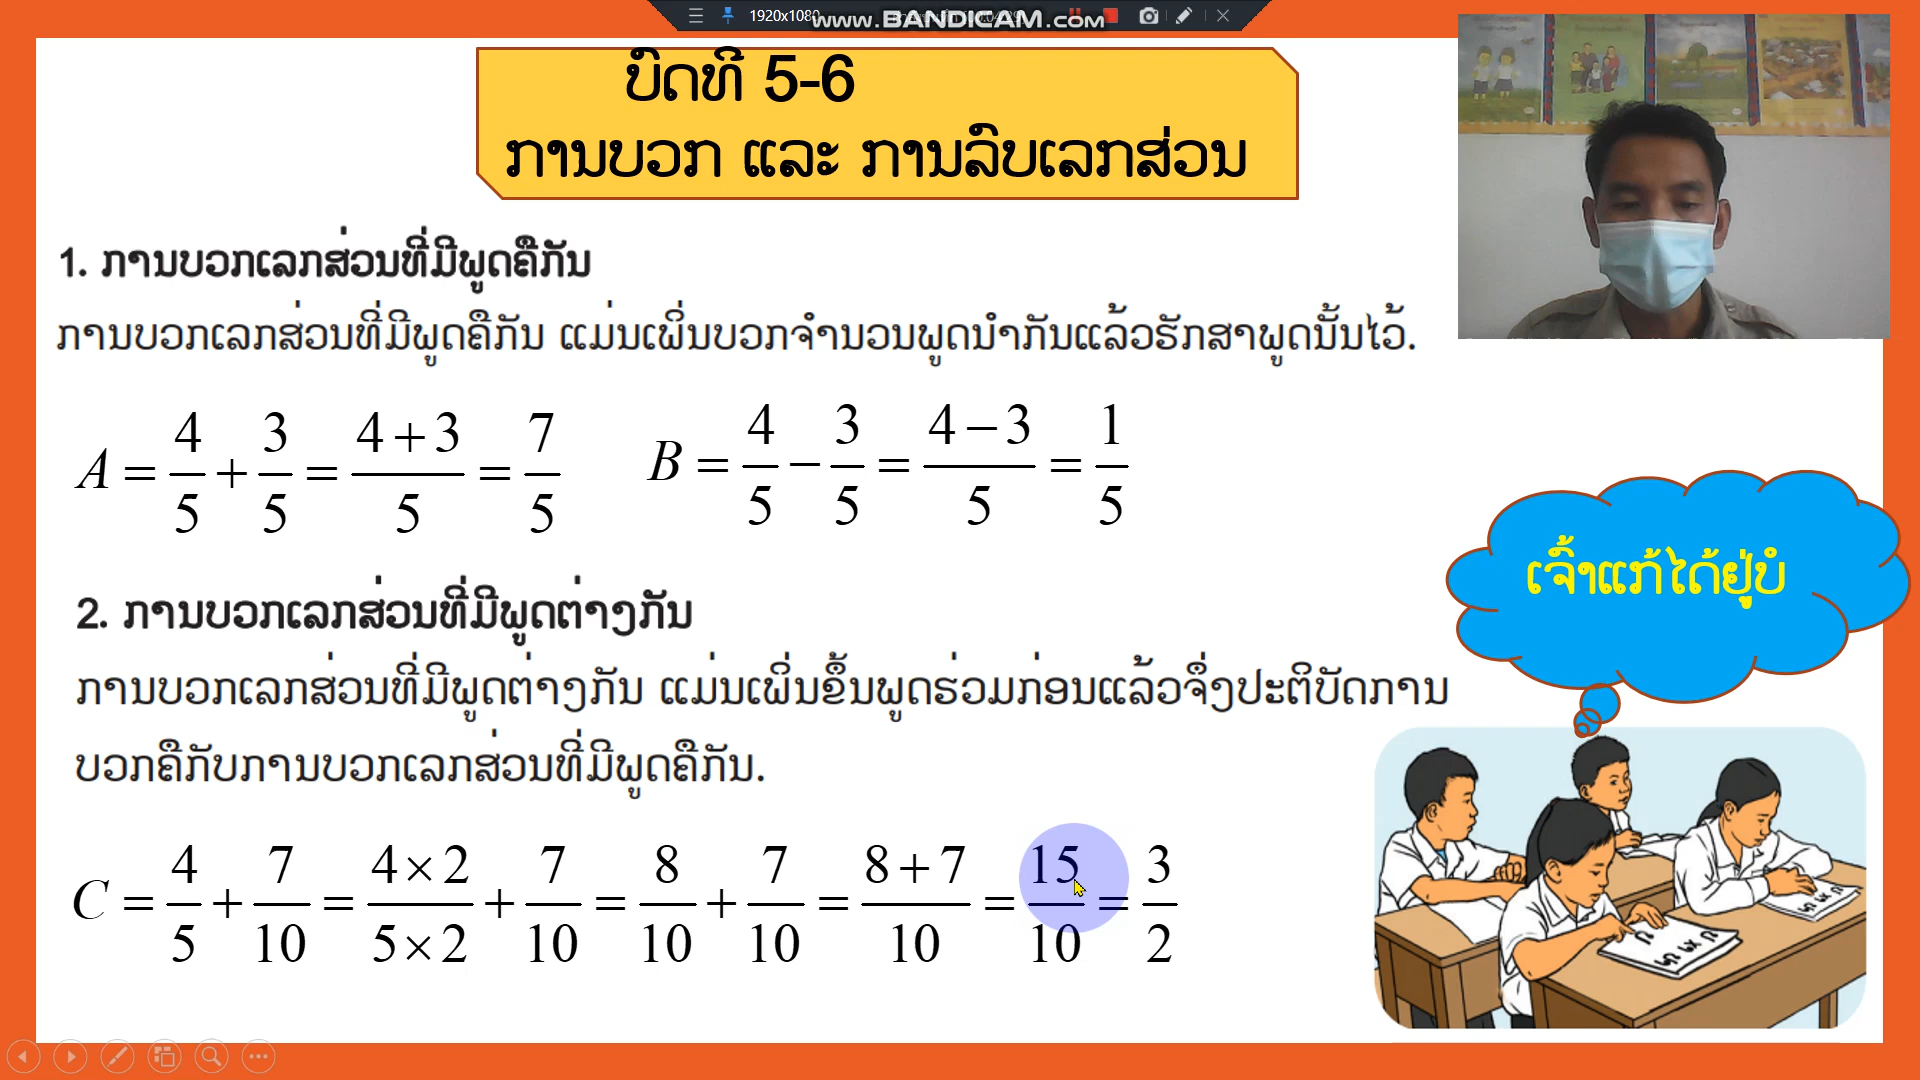 1920x1080
www.BANDICAM.com
ບົດທີ 5-6
ການບວກ ແລະ ການລົບເລກສ່ວນ
1. ການບວກເລກສ່ວນທີ່ມີພູດຄືກັນ
ການບວກເລກສ່ວນທີ່ມີພູດຄືກັນ ແມ່ນເພິ່ນບວກຈຳນວນພູດນຳກັນແລ້ວຮັກສາພູດນັ້ນໄວ້.
A = 4/5 + 3/5 = (4 + 3)/5 = 7/5
B = 4/5 − 3/5 = (4 − 3)/5 = 1/5
ເຈົ້າແກ້ໄດ້ຢູ່ບໍ
2. ການບວກເລກສ່ວນທີ່ມີພູດຕ່າງກັນ
ການບວກເລກສ່ວນທີ່ມີພູດຕ່າງກັນ ແມ່ນເພິ່ນຂຶ້ນພູດຮ່ວມກ່ອນແລ້ວຈຶ່ງປະຕິບັດການ
ບວກຄືກັບການບວກເລກສ່ວນທີ່ມີພູດຄືກັນ.
C = 4/5 + 7/10 = (4 × 2)/(5 × 2) + 7/10 = 8/10 + 7/10 = (8 + 7)/10 = 15/10 = 3/2